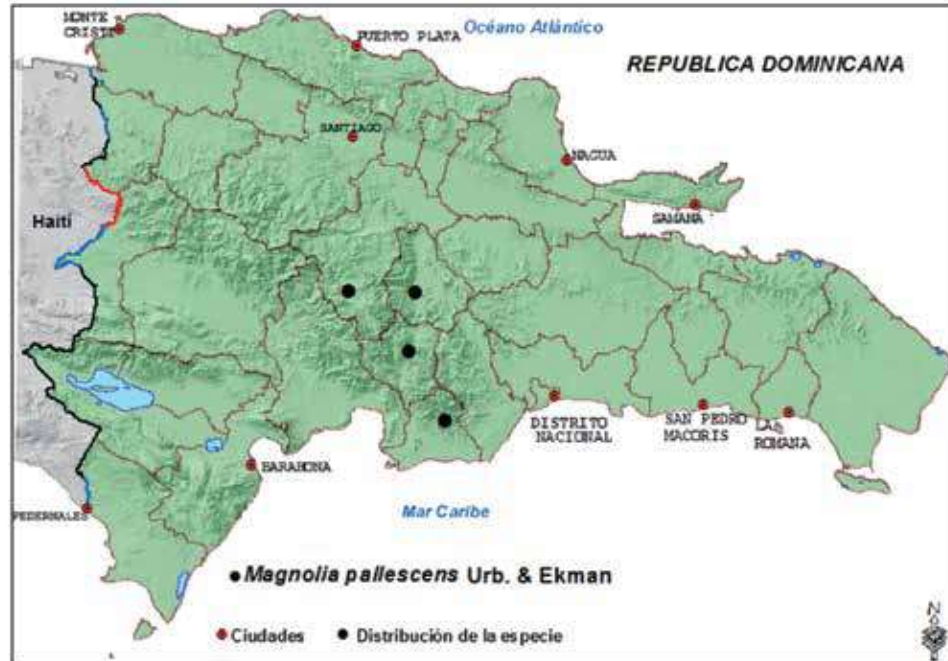 Océano Atlántico
MONTE
CRISTI
PUERTO PLATA
REPUBLICA DOMINICANA
SANTIAGO
NAGUA
SAMANA
Haití
DISTRITO
NACIONAL
SAN PEDRO
MACORIS
LA
ROMANA
BARAHONA
PEDERNALES
Mar Caribe
Magnolia pallescens Urb. & Ekman
Ciudades
Distribución de la especie
N